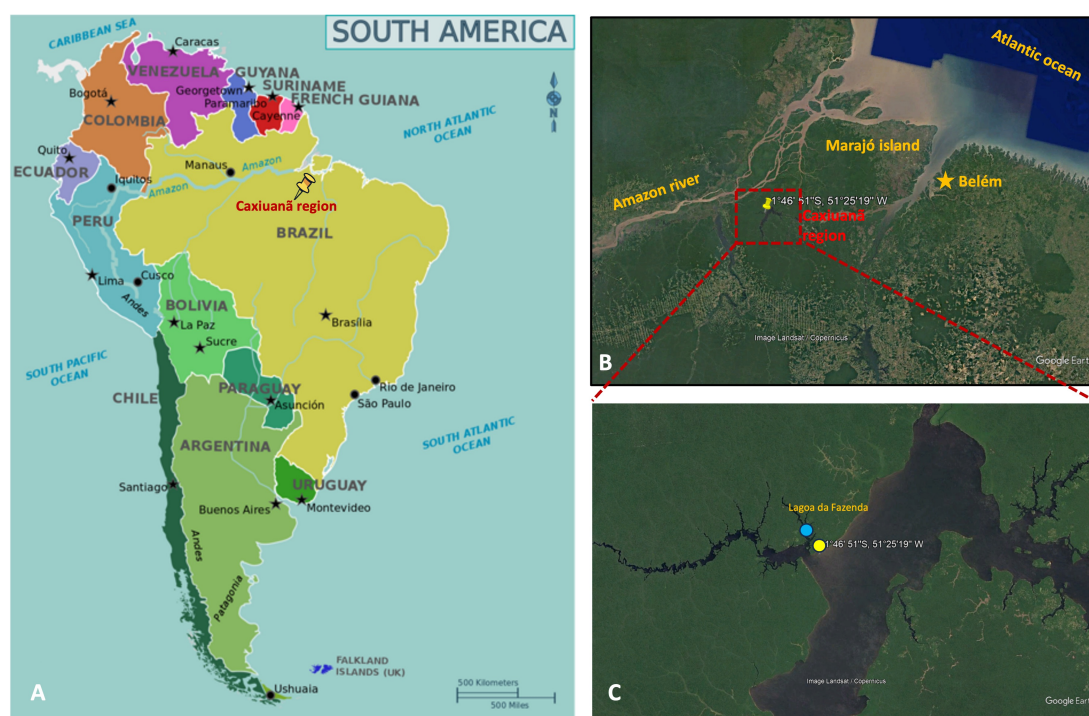 SOUTH AMERICA
CARIBBEAN SEA
Caracas
VENEZUELA
GUYANA
Georgetown
SURINAME
Paramaribo
FRENCH GUIANA
Cayenne
Bogotá
COLOMBIA
N
NORTH ATLANTIC
OCEAN
Quito
ECUADOR
Manaus
Amazon
Iquitos
Amazon
Caxiuanã region
PERU
BRAZIL
Lima
Cusco
Andes
BOLIVIA
La Paz
Sucre
Brasília
SOUTH PACIFIC
OCEAN
PARAGUAY
Asunción
Rio de Janeiro
São Paulo
CHILE
ARGENTINA
SOUTH ATLANTIC
OCEAN
Santiago
URUGUAY
Buenos Aires
Montevideo
Andes
Patagonia
FALKLAND
ISLANDS (UK)
Ushuaia
500 Kilometers
500 Miles
A
Atlantic ocean
Marajó island
Amazon river
Belém
1°46' 51"S, 51°25'19" W
Caxiuanã
region
Image Landsat / Copernicus
Google Eart
B
Lagoa da Fazenda
1°46' 51"S, 51°25'19" W
Image Landsat / Copernicus
Google Eart
C